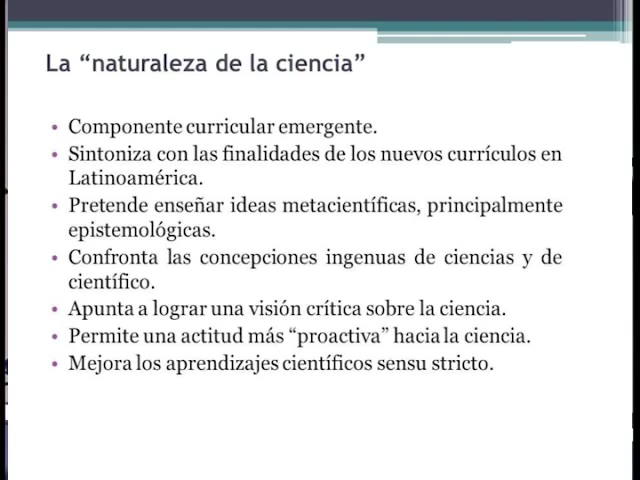 La “naturaleza de la ciencia”
• Componente curricular emergente.
• Sintoniza con las finalidades de los nuevos currículos en
Latinoamérica.
• Pretende enseñar ideas metacientíficas, principalmente
epistemológicas.
• Confronta las concepciones ingenuas de ciencias y de
científico.
• Apunta a lograr una visión crítica sobre la ciencia.
• Permite una actitud más “proactiva” hacia la ciencia.
• Mejora los aprendizajes científicos sensu stricto.